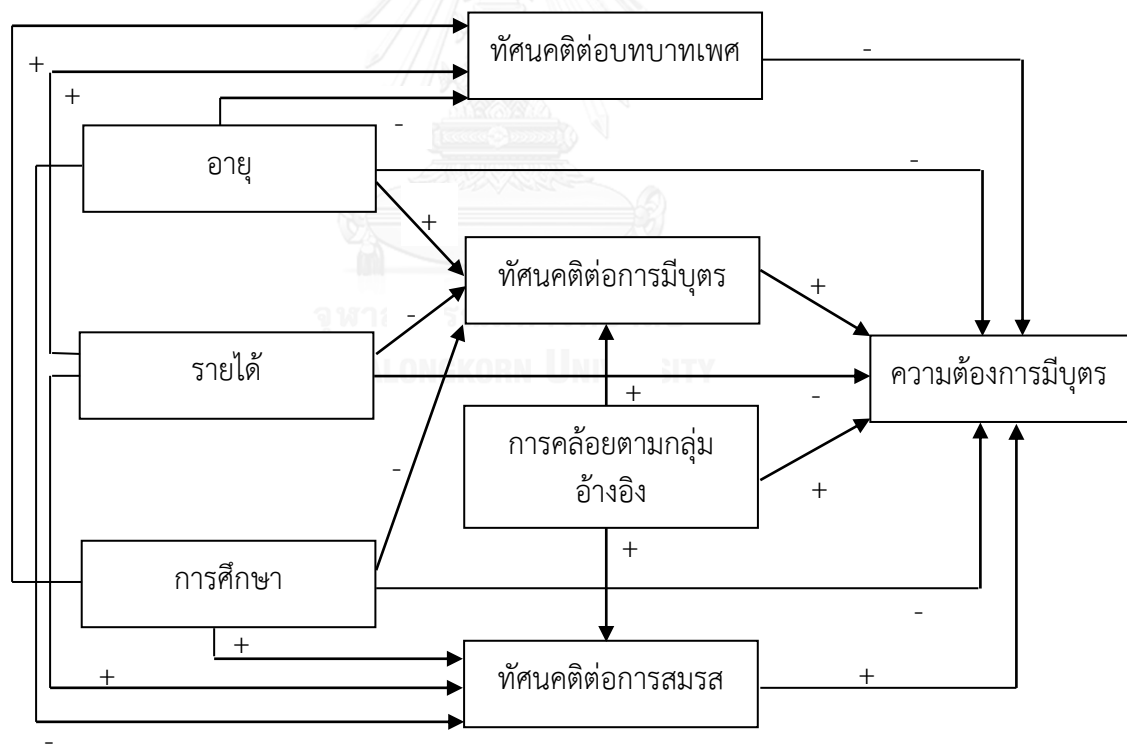 ทัศนคติต่อบทบาทเพศ
-
+
+
-
อายุ
-
+
ทัศนคติต่อการมีบุตร
+
-
รายได้
ความต้องการมีบุตร
+
-
การคล้อยตามกลุ่ม
อ้างอิง
-
+
+
การศึกษา
-
+
ทัศนคติต่อการสมรส
+
+
-